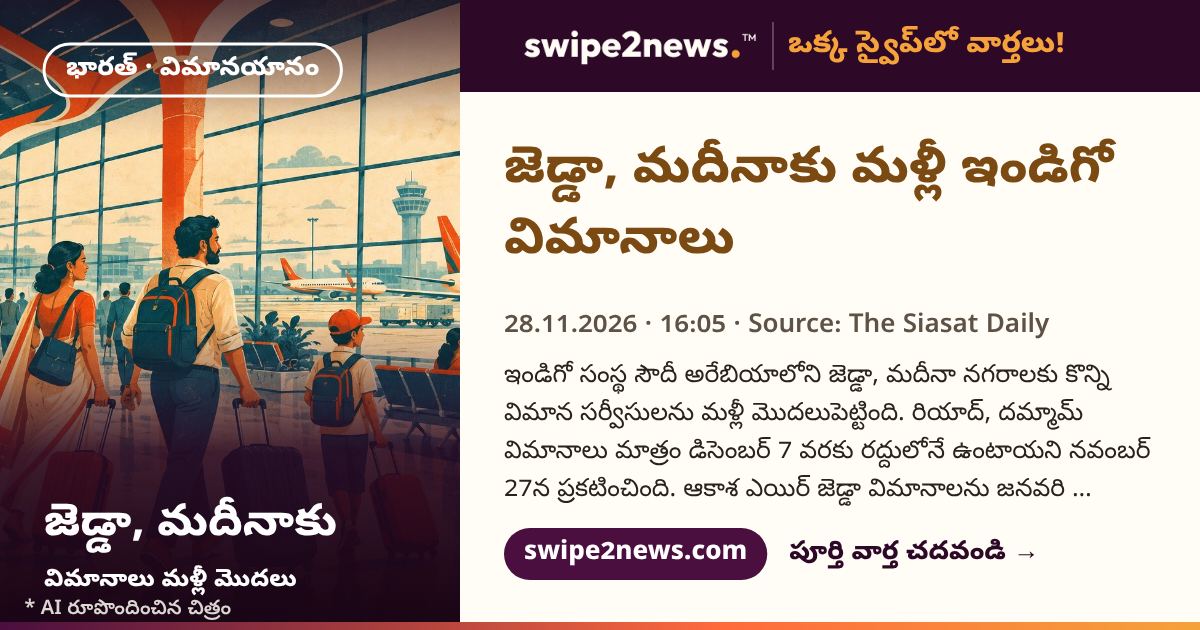 భారత్ · విమానయానం
జెడ్డా, మదీనాకు
విమానాలు మళ్లీ మొదలు
* AI రూపొందించిన చిత్రం
swipe2news.™ ఒక్క స్వైప్‌లో వార్తలు!
జెడ్డా, మదీనాకు మళ్లీ ఇండిగో
విమానాలు
28.11.2026 · 16:05 · Source: The Siasat Daily
ఇండిగో సంస్థ సౌదీ అరేబియాలోని జెడ్డా, మదీనా నగరాలకు కొన్ని
విమాన సర్వీసులను మళ్లీ మొదలుపెట్టింది. రియాద్, దమ్మామ్
విమానాలు మాత్రం డిసెంబర్ 7 వరకు రద్దులోనే ఉంటాయని నవంబర్
27న ప్రకటించింది. ఆకాశ ఎయిర్ జెడ్డా విమానాలను జనవరి ...
swipe2news.com పూర్తి వార్త చదవండి →